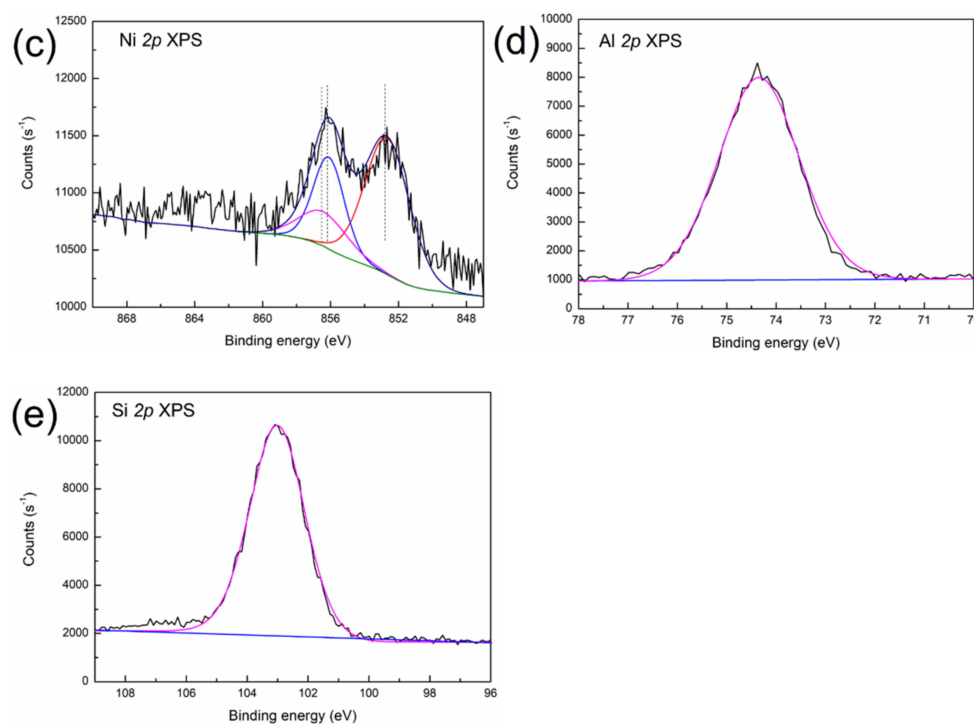 (c) Ni 2p XPS
12500
12000
11500
11000
10500
10000
Counts (s⁻¹)
868 864 860 856 852 848
Binding energy (eV)
(d) Al 2p XPS
10000
9000
8000
7000
6000
5000
4000
3000
2000
1000
0
Counts (s⁻¹)
78 77 76 75 74 73 72 71
Binding energy (eV)
(e) Si 2p XPS
12000
10000
8000
6000
4000
2000
0
Counts (s⁻¹)
108 106 104 102 100 98 96
Binding energy (eV)